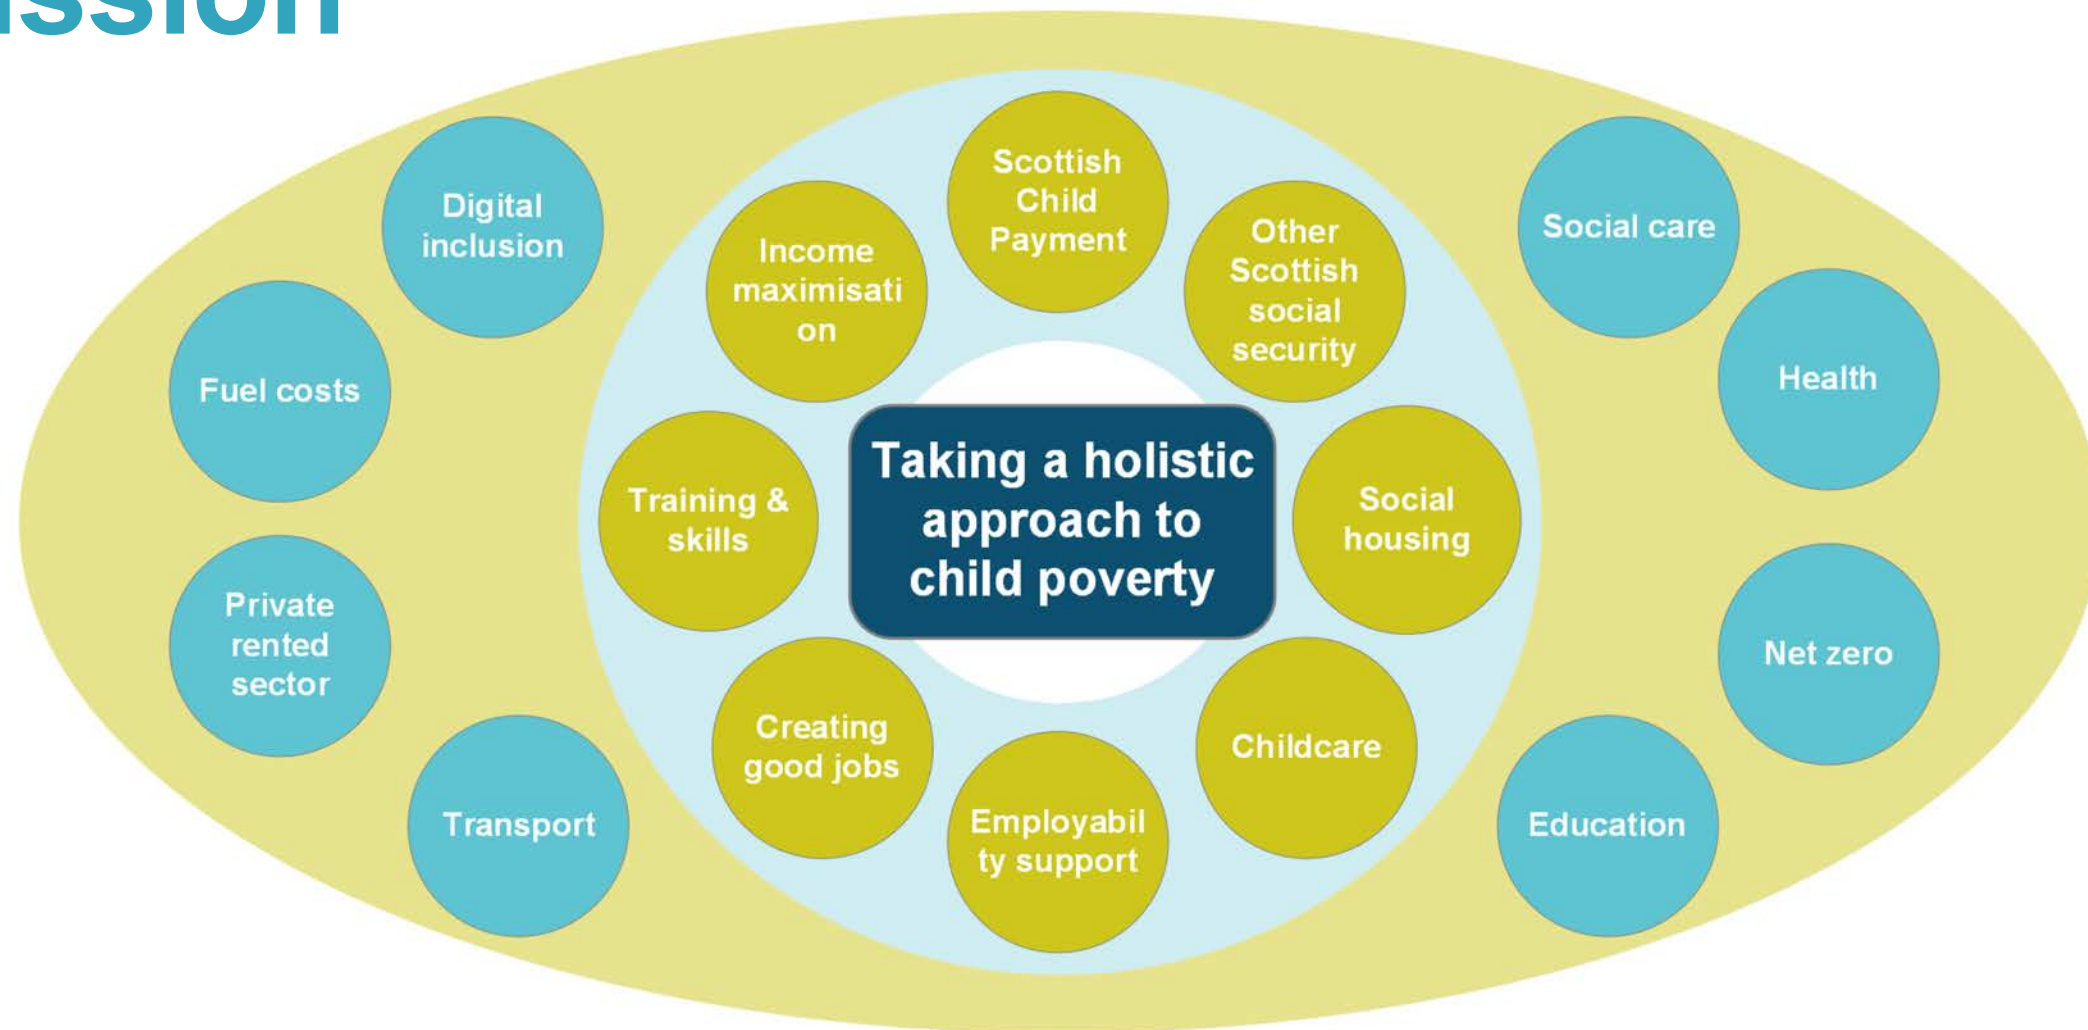 ssion
Digital
inclusion
Fuel costs
Private
rented
sector
Transport
Scottish
Child
Payment
Income
maximisati
on
Other
Scottish
social
security
Training &
skills
Taking a holistic
approach to
child poverty
Social
housing
Creating
good jobs
Childcare
Employabil
ty support
Social care
Health
Net zero
Education